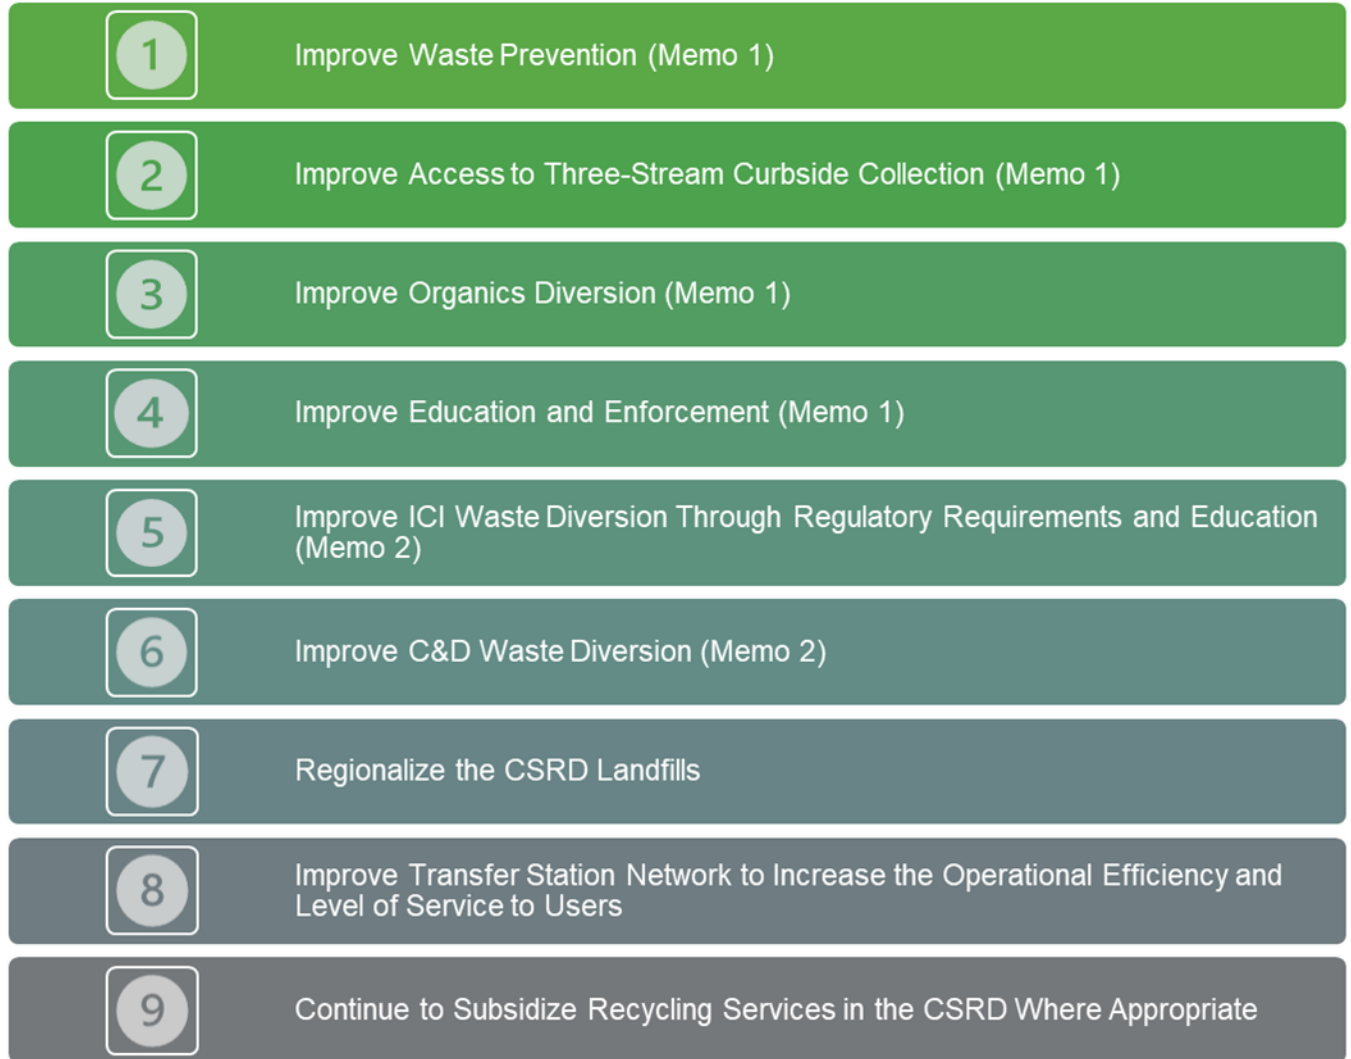 1
Improve Waste Prevention (Memo 1)
2
Improve Access to Three-Stream Curbside Collection (Memo 1)
3
Improve Organics Diversion (Memo 1)
4
Improve Education and Enforcement (Memo 1)
5
Improve ICI Waste Diversion Through Regulatory Requirements and Education
(Memo 2)
6
Improve C&D Waste Diversion (Memo 2)
7
Regionalize the CSRD Landfills
8
Improve Transfer Station Network to Increase the Operational Efficiency and
Level of Service to Users
9
Continue to Subsidize Recycling Services in the CSRD Where Appropriate